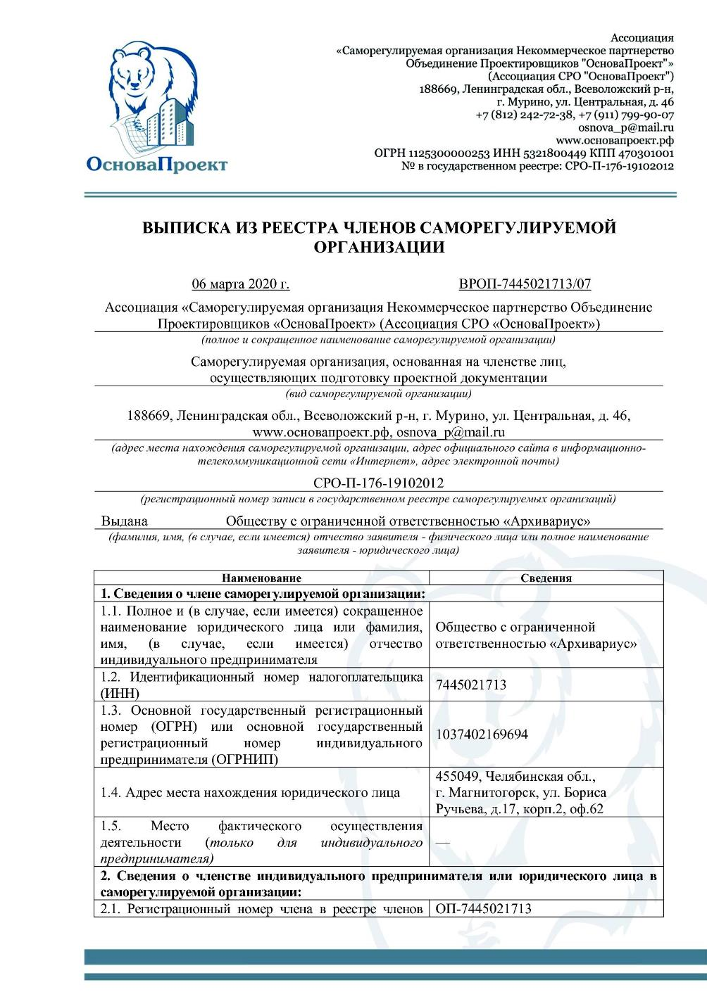 ОсноваПроект
Ассоциация
«Саморегулируемая организация Некоммерческое партнерство
Объединение Проектировщиков "ОсноваПроект"»
(Ассоциация СРО "ОсноваПроект")
188669, Ленинградская обл., Всеволожский р-н,
г. Мурино, ул. Центральная, д. 46
+7 (812) 242-72-38, +7 (911) 799-90-07
osnova_p@mail.ru
www.основапроект.рф
ОГРН 1125300000253 ИНН 5321800449 КПП 470301001
№ в государственном реестре: СРО-П-176-19102012
ВЫПИСКА ИЗ РЕЕСТРА ЧЛЕНОВ САМОРЕГУЛИРУЕМОЙ
ОРГАНИЗАЦИИ
06 марта 2020 г. ВРОП-7445021713/07
Ассоциация «Саморегулируемая организация Некоммерческое партнерство Объединение
Проектировщиков «ОсноваПроект» (Ассоциация СРО «ОсноваПроект»)
(полное и сокращенное наименование саморегулируемой организации)
Саморегулируемая организация, основанная на членстве лиц,
осуществляющих подготовку проектной документации
(вид саморегулируемой организации)
188669, Ленинградская обл., Всеволожский р-н, г. Мурино, ул. Центральная, д. 46,
www.основапроект.рф, osnova_p@mail.ru
(адрес места нахождения саморегулируемой организации, адрес официального сайта в информационно-
телекоммуникационной сети «Интернет», адрес электронной почты)
СРО-П-176-19102012
(регистрационный номер записи в государственном реестре саморегулируемых организаций)
Выдана Обществу с ограниченной ответственностью «Архивариус»
(фамилия, имя, (в случае, если имеется) отчество заявителя - физического лица или полное наименование
заявителя - юридического лица)
Наименование Сведения
1. Сведения о члене саморегулируемой организации:
1.1. Полное и (в случае, если имеется) сокращенное
наименование юридического лица или фамилия,
имя, (в случае, если имеется) отчество
индивидуального предпринимателя
Общество с ограниченной
ответственностью «Архивариус»
1.2. Идентификационный номер налогоплательщика
(ИНН)
7445021713
1.3. Основной государственный регистрационный
номер (ОГРН) или основной государственный
регистрационный номер индивидуального
предпринимателя (ОГРНИП)
1037402169694
1.4. Адрес места нахождения юридического лица
455049, Челябинская обл.,
г. Магнитогорск, ул. Бориса
Ручьева, д.17, корп.2, оф.62
1.5. Место фактического осуществления
деятельности (только для индивидуального
предпринимателя)
—
2. Сведения о членстве индивидуального предпринимателя или юридического лица в
саморегулируемой организации:
2.1. Регистрационный номер члена в реестре членов ОП-7445021713